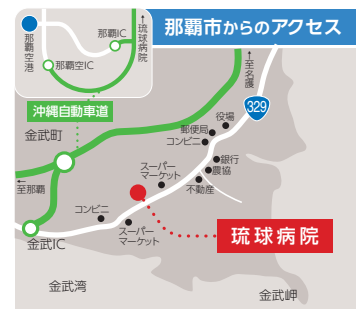 那覇市からのアクセス
那覇IC
↑琉球病院
那覇空港
那覇空IC
沖縄自動車道
↑至名護
329
金武町
役場
郵便局
コンビニ
銀行
農協
不動産
スーパー
マーケット
←
至那覇
コンビニ
スーパー
マーケット
琉球病院
金武IC
金武湾
金武岬